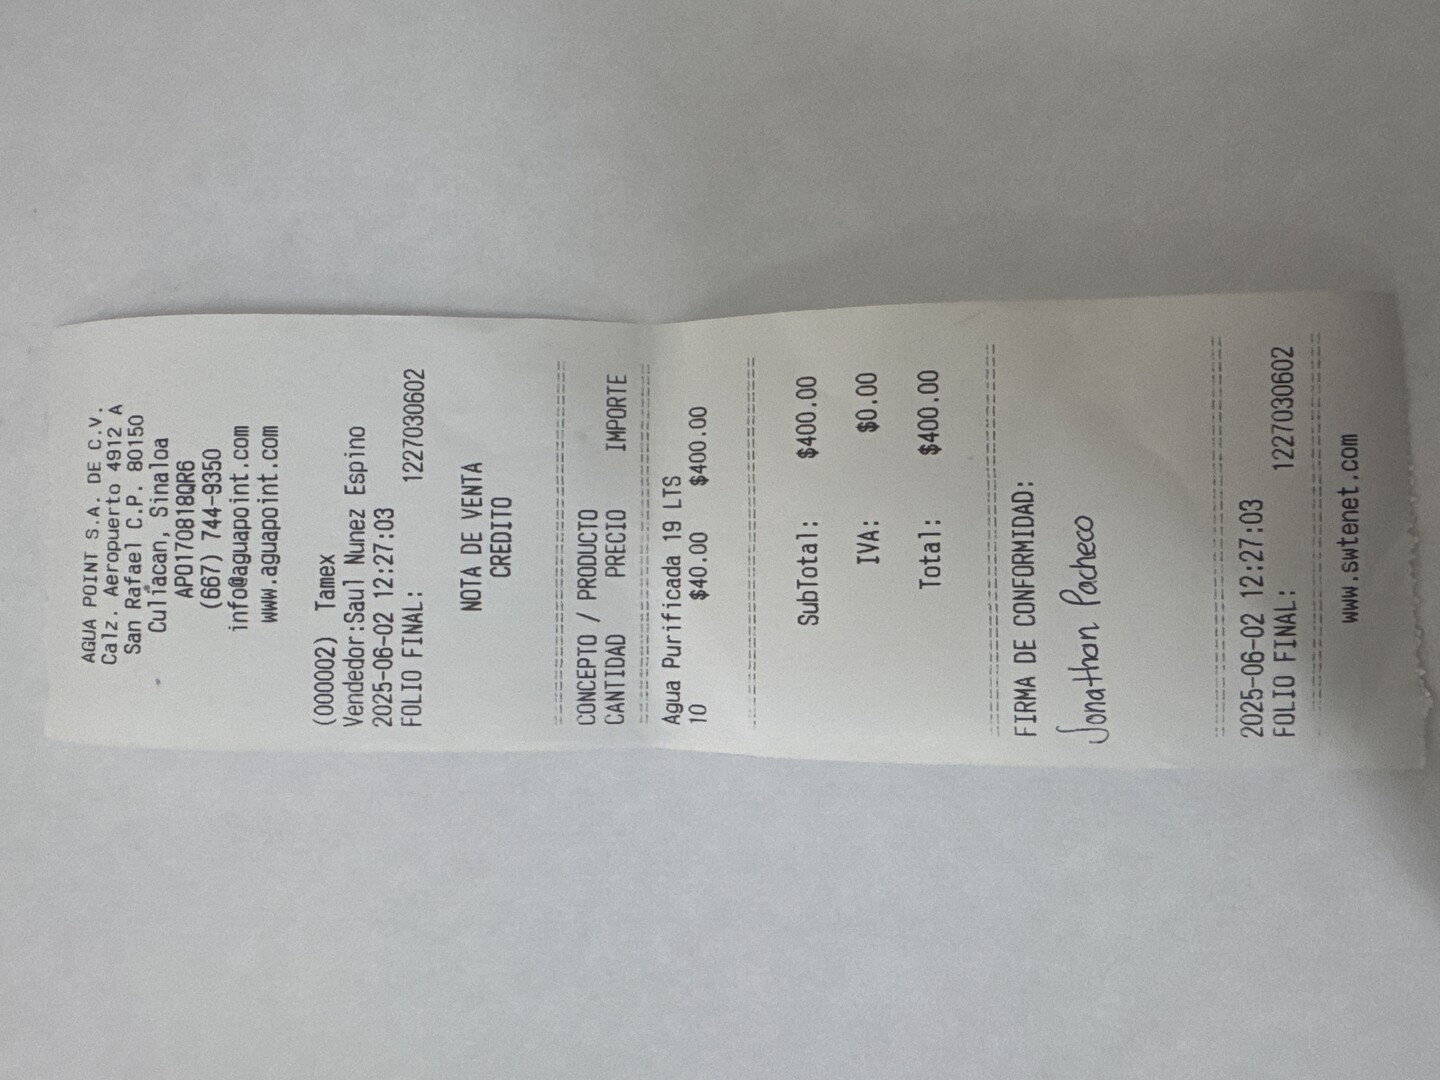 AGUA POINT S.A. DE C.V.
Calz. Aeropuerto 4912 A
San Rafael C.P. 80150
Culiacan, Sinaloa
APO170818QR6
(667) 744-9350
info@aguapoint.com
www.aguapoint.com
(000002) Tamex
Vendedor:Saul Nunez Espino
2025-06-02 12:27:03
FOLIO FINAL: 1227030602
NOTA DE VENTA
CREDITO
CONCEPTO / PRODUCTO
CANTIDAD PRECIO IMPORTE
Agua Purificada 19 LTS
10 $40.00 $400.00
SubTotal: $400.00
IVA: $0.00
Total: $400.00
FIRMA DE CONFORMIDAD:
Jonathan Pacheco
2025-06-02 12:27:03
FOLIO FINAL: 1227030602
www.swtenet.com